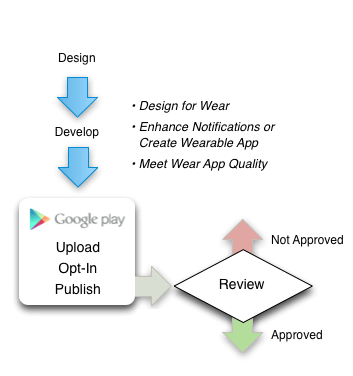 Design
Develop
• Design for Wear
• Enhance Notifications or
Create Wearable App
• Meet Wear App Quality
Google play
Upload
Opt-In
Publish
Review
Not Approved
Approved